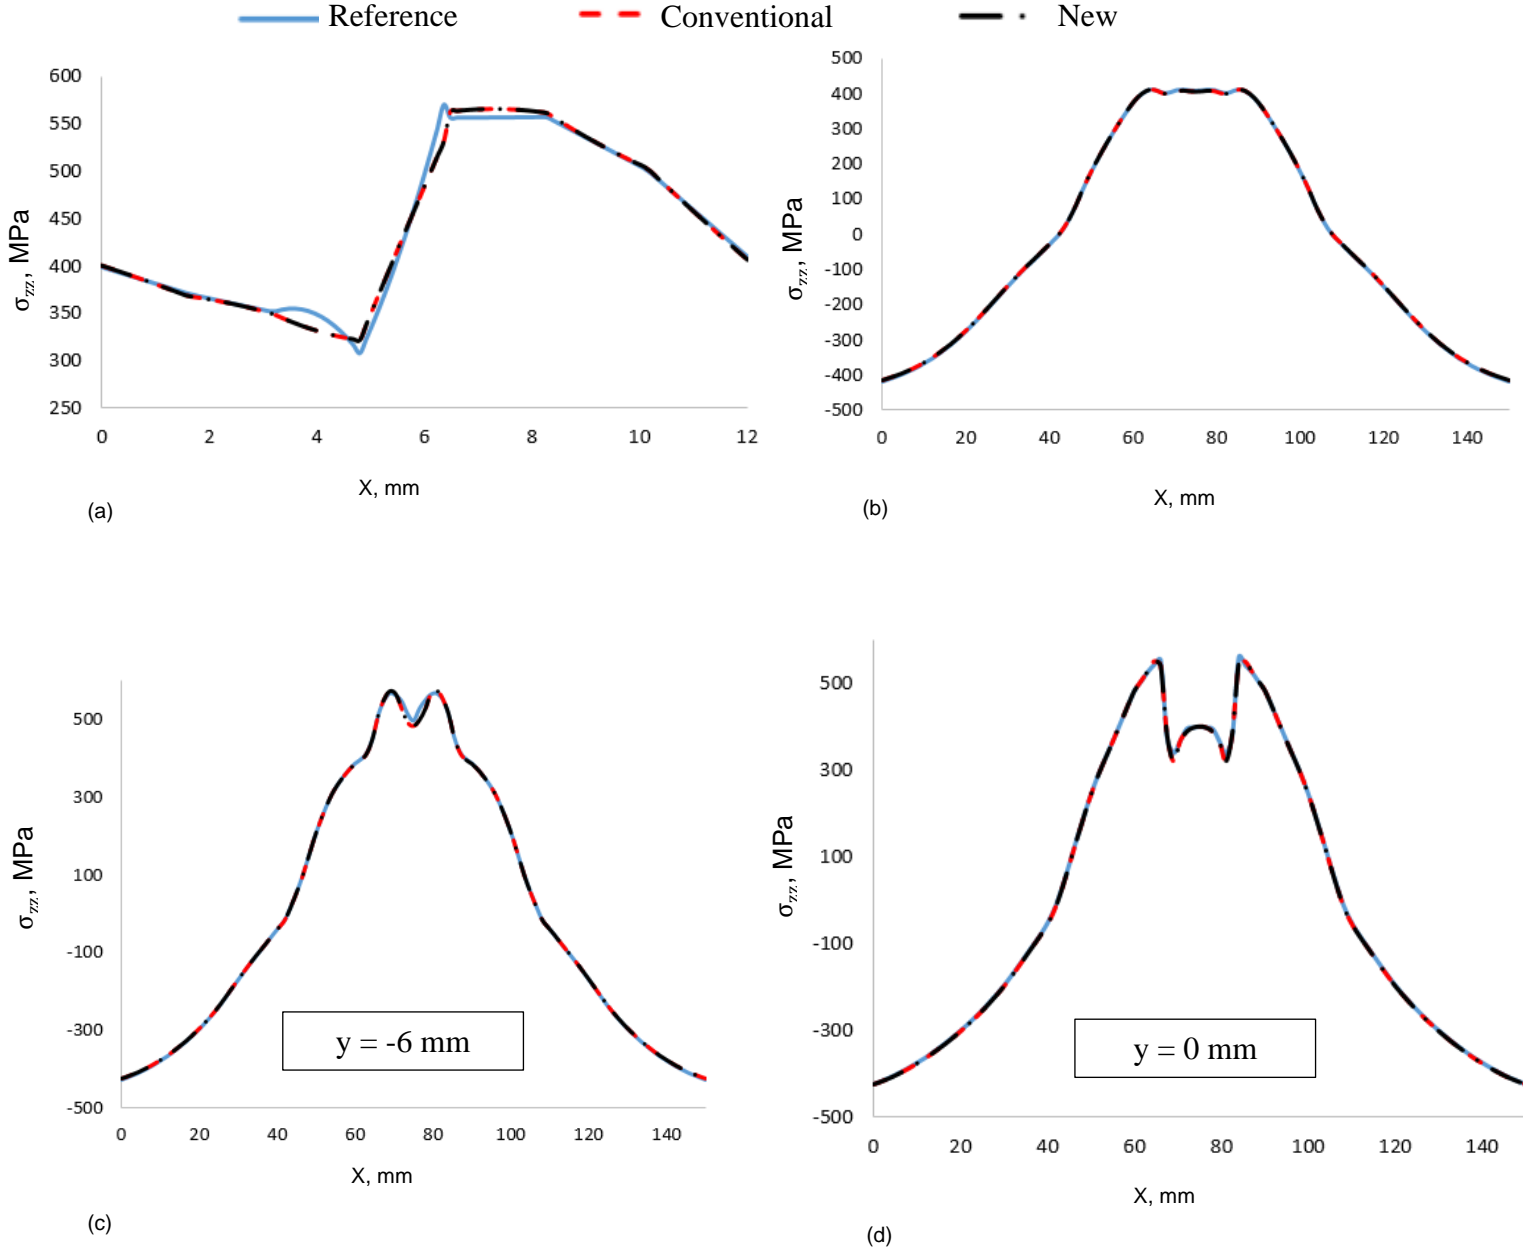 Reference Conventional New
600
550
500
450
400
350
300
250
σzz, MPa
0 2 4 6 8 10 12
X, mm
(a)
500
400
300
200
100
0
-100
-200
-300
-400
-500
σzz, MPa
0 20 40 60 80 100 120 140
X, mm
(b)
500
300
100
-100
-300
-500
σzz, MPa
y = -6 mm
0 20 40 60 80 100 120 140
X, mm
(c)
500
300
100
-100
-300
-500
σzz, MPa
y = 0 mm
0 20 40 60 80 100 120 140
X, mm
(d)